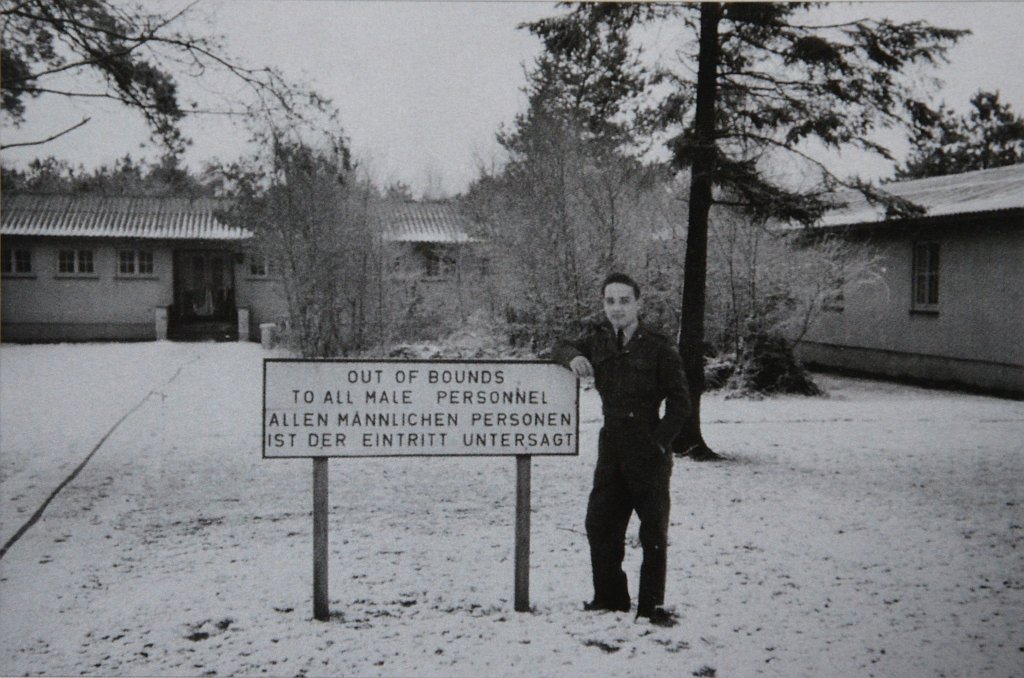 OUT OF BOUNDS
TO ALL MALE PERSONNEL
ALLEN MÄNNLICHEN PERSONEN
IST DER EINTRITT UNTERSAGT